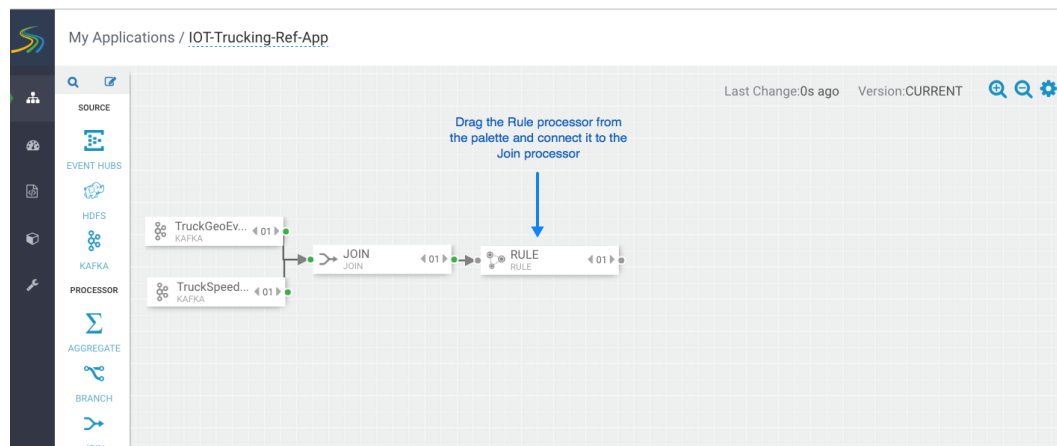 My Applications / IOT-Trucking-Ref-App
Last Change:0s ago Version:CURRENT
SOURCE
EVENT HUBS
HDFS
KAFKA
PROCESSOR
AGGREGATE
BRANCH
Drag the Rule processor from
the palette and connect it to the
Join processor
TruckGeoEv... 01
KAFKA
TruckSpeed... 01
KAFKA
JOIN 01
JOIN
RULE 01
RULE